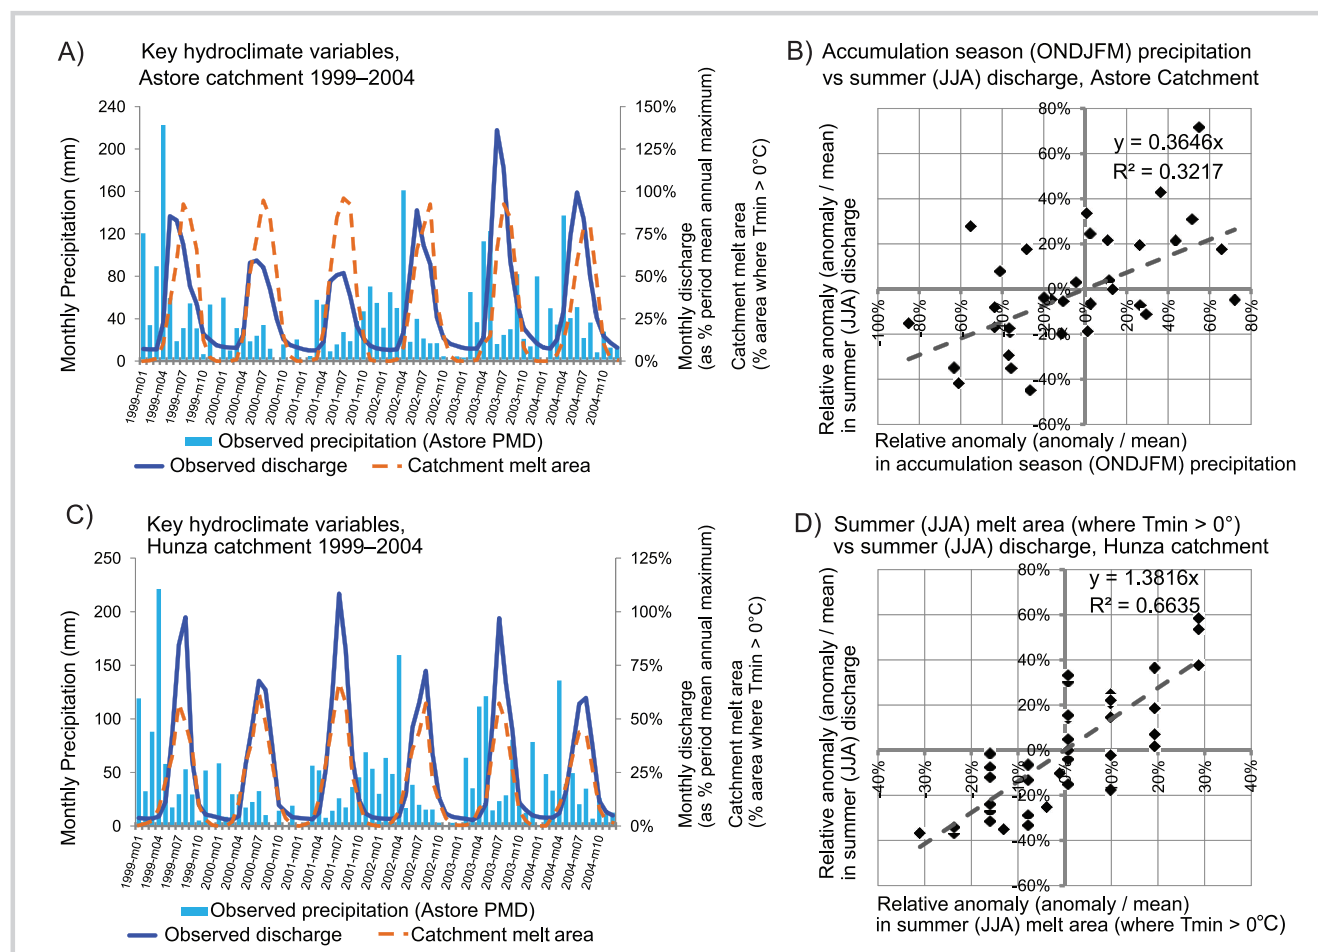 A)
Key hydroclimate variables,
Astore catchment 1999–2004
Monthly Precipitation (mm)
240
200
160
120
80
40
0
150%
125%
100%
75%
50%
25%
0%
Monthly discharge
(as % period mean annual maximum)
Catchment melt area
(% aarea where Tmin > 0°C)
1999-m01
1999-m04
1999-m07
1999-m10
2000-m01
2000-m04
2000-m07
2000-m10
2001-m01
2001-m04
2001-m07
2001-m10
2002-m01
2002-m04
2002-m07
2002-m10
2003-m01
2003-m04
2003-m07
2003-m10
2004-m01
2004-m04
2004-m07
2004-m10
Observed precipitation (Astore PMD)
Observed discharge
Catchment melt area
B) Accumulation season (ONDJFM) precipitation
vs summer (JJA) discharge, Astore Catchment
Relative anomaly (anomaly / mean)
in summer (JJA) discharge
80%
60%
40%
20%
0%
-20%
-40%
-60%
y = 0.3646x
R² = 0.3217
-100%
-80%
-60%
-40%
-20%
0%
20%
40%
60%
80%
Relative anomaly (anomaly / mean)
in accumulation season (ONDJFM) precipitation
C)
Key hydroclimate variables,
Hunza catchment 1999–2004
Monthly Precipitation (mm)
250
200
150
100
50
0
125%
100%
75%
50%
25%
0%
Monthly discharge
(as % period mean annual maximum)
Catchment melt area
(% aarea where Tmin > 0°C)
1999-m01
1999-m04
1999-m07
1999-m10
2000-m01
2000-m04
2000-m07
2000-m10
2001-m01
2001-m04
2001-m07
2001-m10
2002-m01
2002-m04
2002-m07
2002-m10
2003-m01
2003-m04
2003-m07
2003-m10
2004-m01
2004-m04
2004-m07
2004-m10
Observed precipitation (Astore PMD)
Observed discharge
Catchment melt area
D) Summer (JJA) melt area (where Tmin > 0°)
vs summer (JJA) discharge, Hunza catchment
Relative anomaly (anomaly / mean)
in summer (JJA) discharge
80%
60%
40%
20%
0%
-20%
-40%
-60%
y = 1.3816x
R² = 0.6635
-40%
-30%
-20%
-10%
0%
10%
20%
30%
40%
Relative anomaly (anomaly / mean)
in summer (JJA) melt area (where Tmin > 0°C)